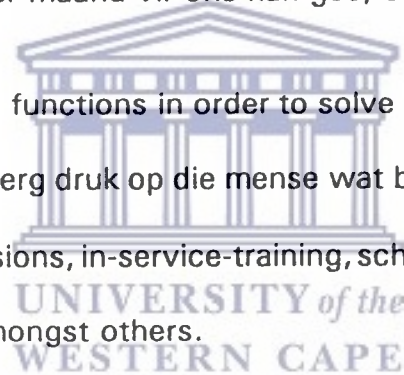 functions in order to solve
erg druk op die mense wat b
sions, in-service-training, sch
UNIVERSITY of the
nongst others.
WESTERN CAPE